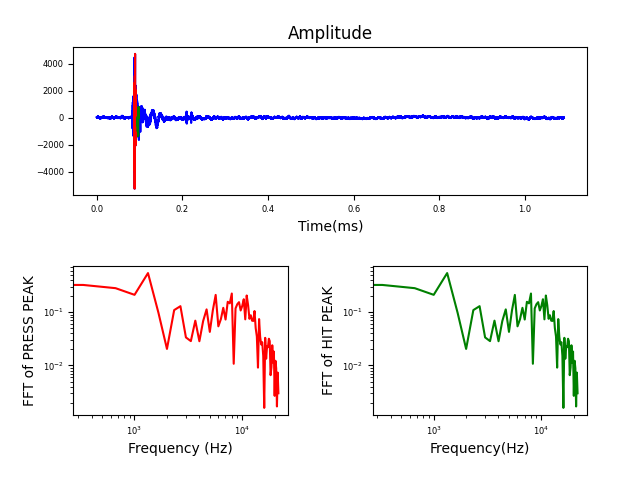 Amplitude
4000
2000
0
−2000
−4000
0.0 0.2 0.4 0.6 0.8 1.0
Time(ms)
FFT of PRESS PEAK
10⁻¹
10⁻²
10³ 10⁴
Frequency (Hz)
FFT of HIT PEAK
10⁻¹
10⁻²
10³ 10⁴
Frequency(Hz)